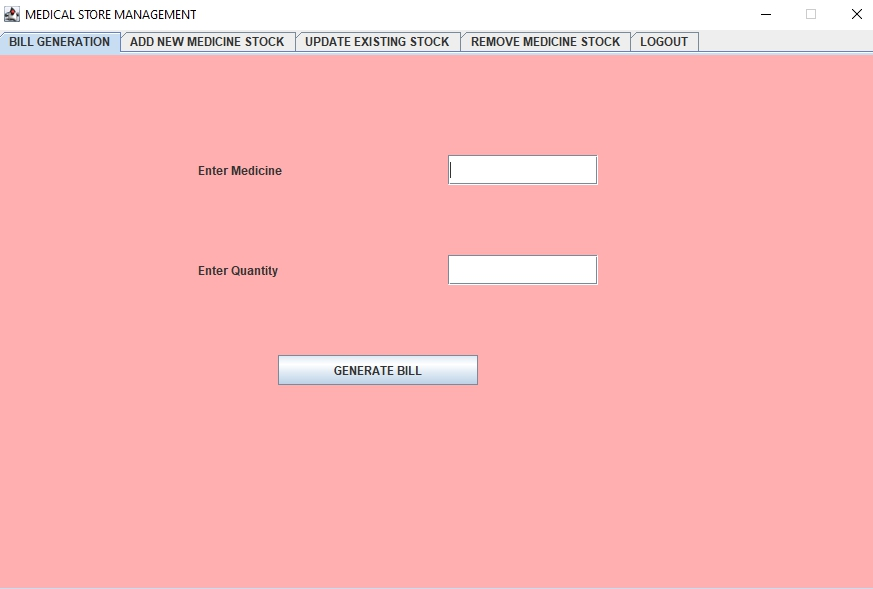 MEDICAL STORE MANAGEMENT
BILL GENERATION ADD NEW MEDICINE STOCK UPDATE EXISTING STOCK REMOVE MEDICINE STOCK LOGOUT
Enter Medicine
Enter Quantity
GENERATE BILL